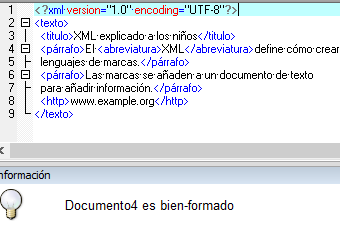 1 <?xml version="1.0" encoding="UTF-8"?>
2 <texto>
3 <titulo>XML explicado a los niños</titulo>
4 <párrafo>El <abreviatura>XML</abreviatura> define cómo crear
5 lenguajes de marcas.</párrafo>
6 <párrafo>Las marcas se añaden a un documento de texto
7 para añadir información.</párrafo>
8 <http>www.example.org</http>
9 </texto>
nformación
Documento4 es bien-formado